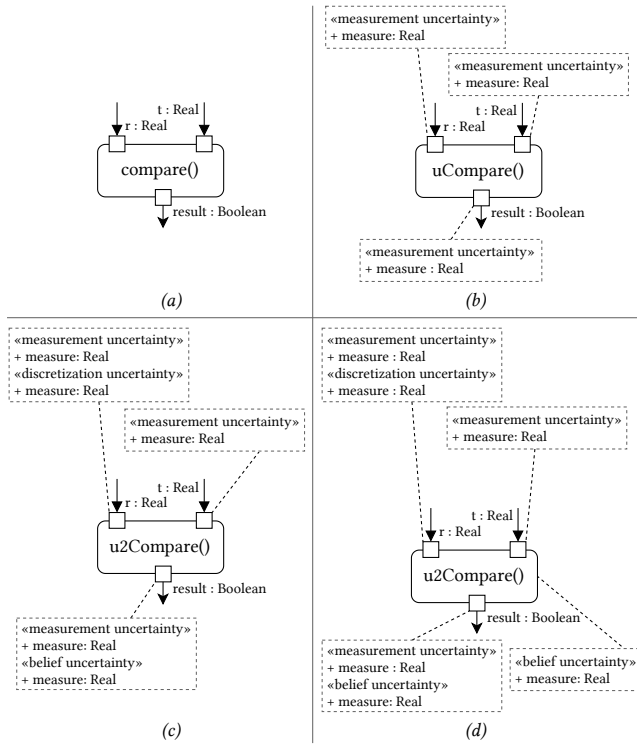 t : Real
r : Real
compare()
result : Boolean
(a)
«measurement uncertainty»
+ measure: Real
«measurement uncertainty»
+ measure: Real
t : Real
r : Real
uCompare()
result : Boolean
«measurement uncertainty»
+ measure : Real
(b)
«measurement uncertainty»
+ measure: Real
«discretization uncertainty»
+ measure: Real
«measurement uncertainty»
+ measure: Real
t : Real
r : Real
u2Compare()
result : Boolean
«measurement uncertainty»
+ measure: Real
«belief uncertainty»
+ measure: Real
(c)
«measurement uncertainty»
+ measure : Real
«discretization uncertainty»
+ measure : Real
«measurement uncertainty»
+ measure: Real
t : Real
r : Real
u2Compare()
result : Boolean
«measurement uncertainty»
+ measure : Real
«belief uncertainty»
+ measure: Real
«belief uncertainty»
+ measure: Real
(d)